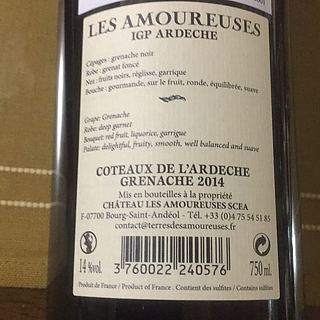 LES AMOUREUSES
IGP ARDECHE
Cépages : grenache noir
Robe : grenat foncé
Nez : fruits noirs, réglisse, garrigue
Bouche : gourmande, sur le fruit, ronde, équilibrée, suave
Grape: Grenache
Robe: deep garnet
Bouquet: red fruit, liquorice, garrigue
Palate: delightful, fruity, smooth, well balanced and suave
COTEAUX DE L'ARDECHE
GRENACHE 2014
Mis en bouteilles à la propriété
CHÂTEAU LES AMOUREUSES SCEA
F-07700 Bourg-Saint-Andéol - Tél. +33 (0)4 75 54 51 85
contact@terresdesamoureuses.fr
14 %vol.
3 760022 240576
750 ml.
Produit de France / Product of France . Contient des sulfites / Contains sulfites